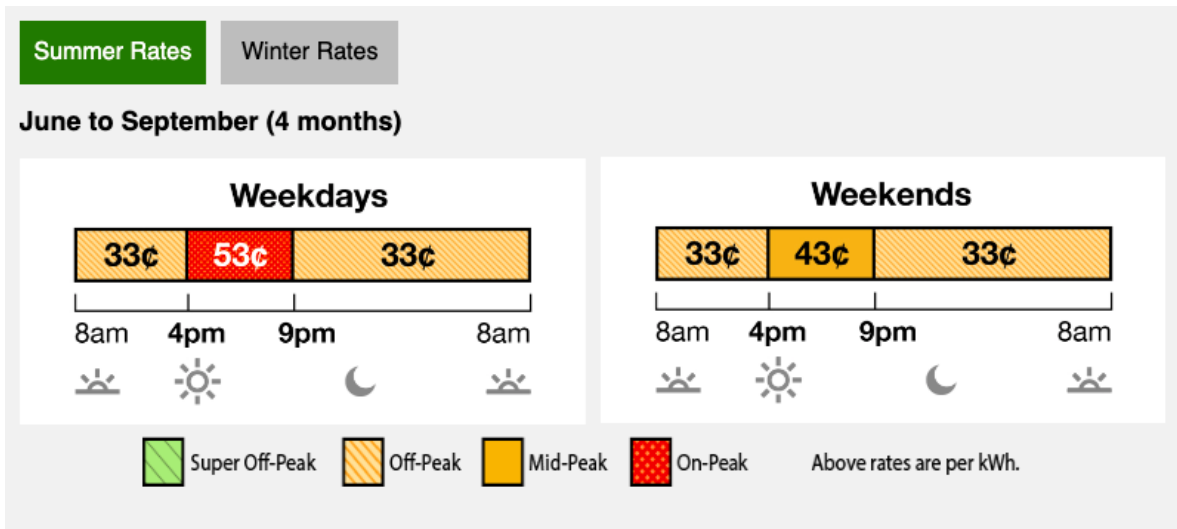 Summer Rates
Winter Rates
June to September (4 months)
Weekdays
33¢ 53¢ 33¢
8am 4pm 9pm 8am
Weekends
33¢ 43¢ 33¢
8am 4pm 9pm 8am
Super Off-Peak Off-Peak Mid-Peak On-Peak Above rates are per kWh.